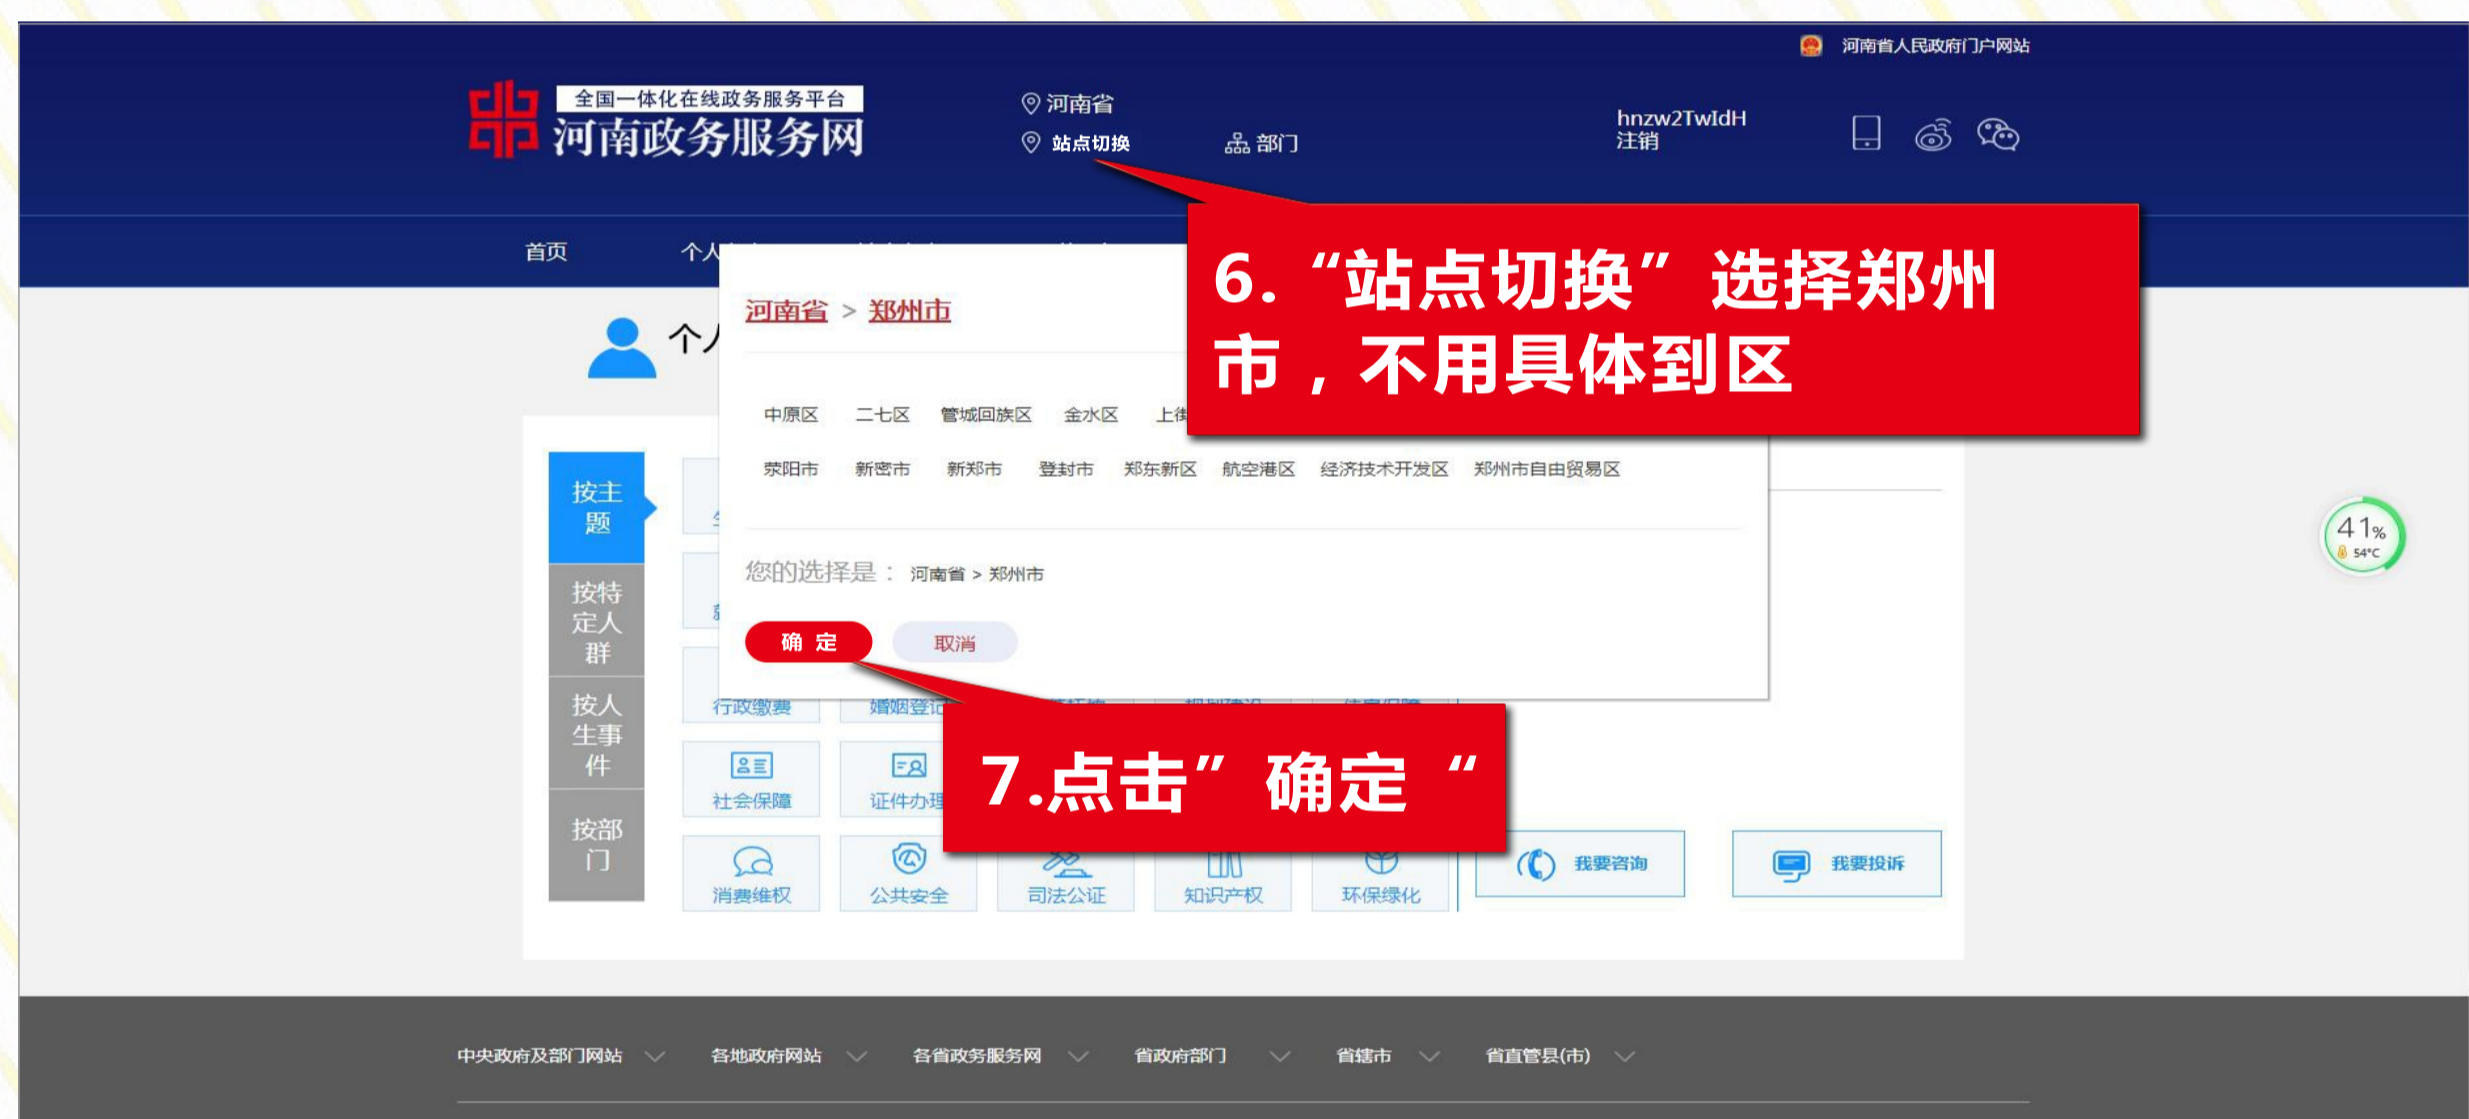 河南省人民政府门户网站
全国一体化在线政务服务平台
河南政务服务网
河南省
站点切换
部门
hnzw2TwIdH
注销
首页
个人
6.“站点切换”选择郑州
市，不用具体到区
河南省 > 郑州市
个人
中原区 二七区 管城回族区 金水区 上街
荥阳市 新密市 新郑市 登封市 郑东新区 航空港区 经济技术开发区 郑州市自由贸易区
您的选择是： 河南省 > 郑州市
确 定
取消
按主
题
按特
定人
群
按人
生事
件
按部
门
行政缴费 婚姻登记
社会保障 证件办理
7.点击”确定“
消费维权 公共安全 司法公证 知识产权 环保绿化
我要咨询
我要投诉
41%
54°C
中央政府及部门网站 各地政府网站 各省政务服务网 省政府部门 省辖市 省直管县(市)